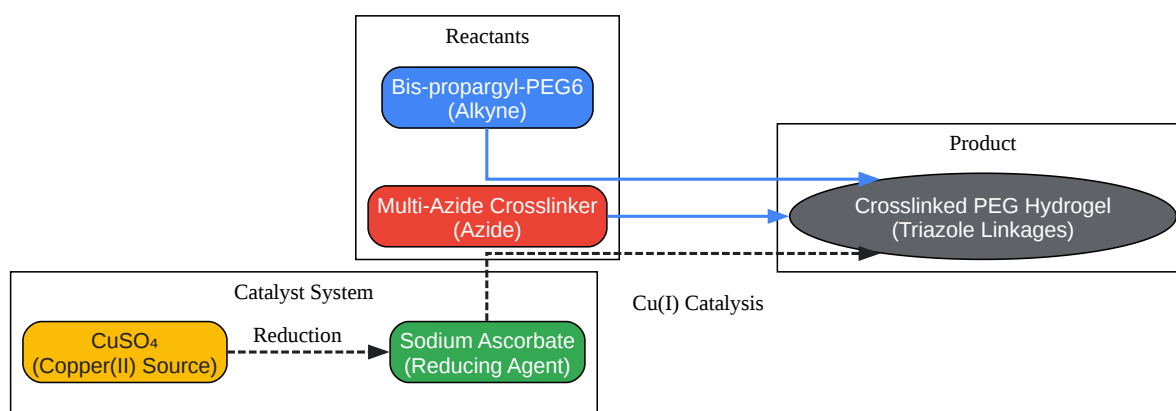 Reactants
Bis-propargyl-PEG6
(Alkyne)
Product
Multi-Azide Crosslinker
(Azide)
Crosslinked PEG Hydrogel
(Triazole Linkages)
Catalyst System
Cu(I) Catalysis
CuSO₄
(Copper(II) Source)
Reduction
Sodium Ascorbate
(Reducing Agent)